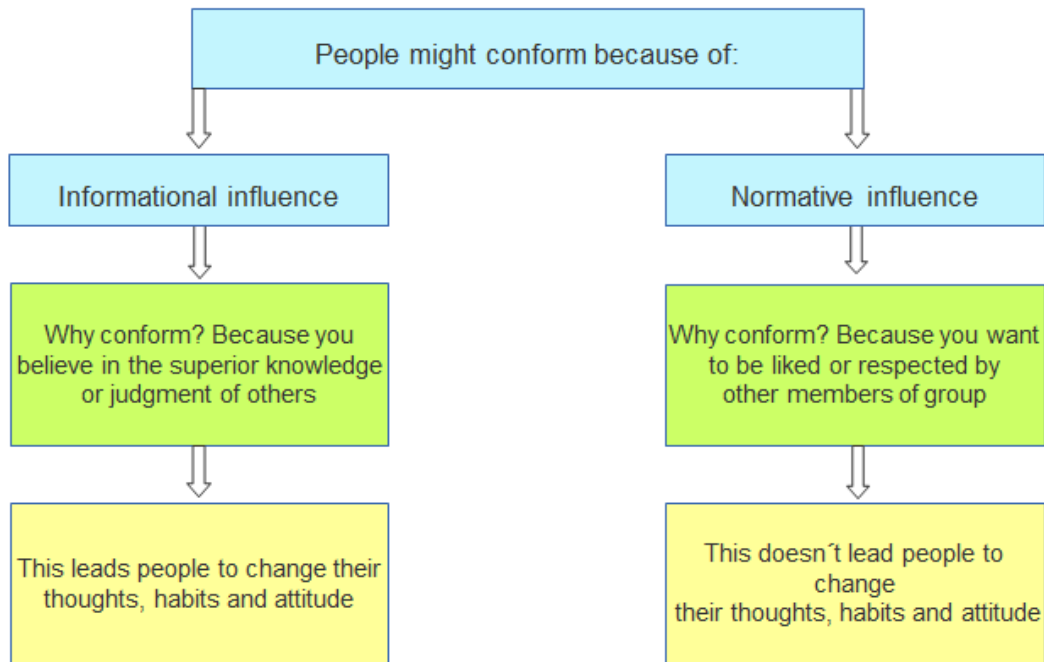 People might conform because of:
Informational influence
Normative influence
Why conform? Because you
believe in the superior knowledge
or judgment of others
Why conform? Because you want
to be liked or respected by
other members of group
This leads people to change their
thoughts, habits and attitude
This doesn´t lead people to
change
their thoughts, habits and attitude